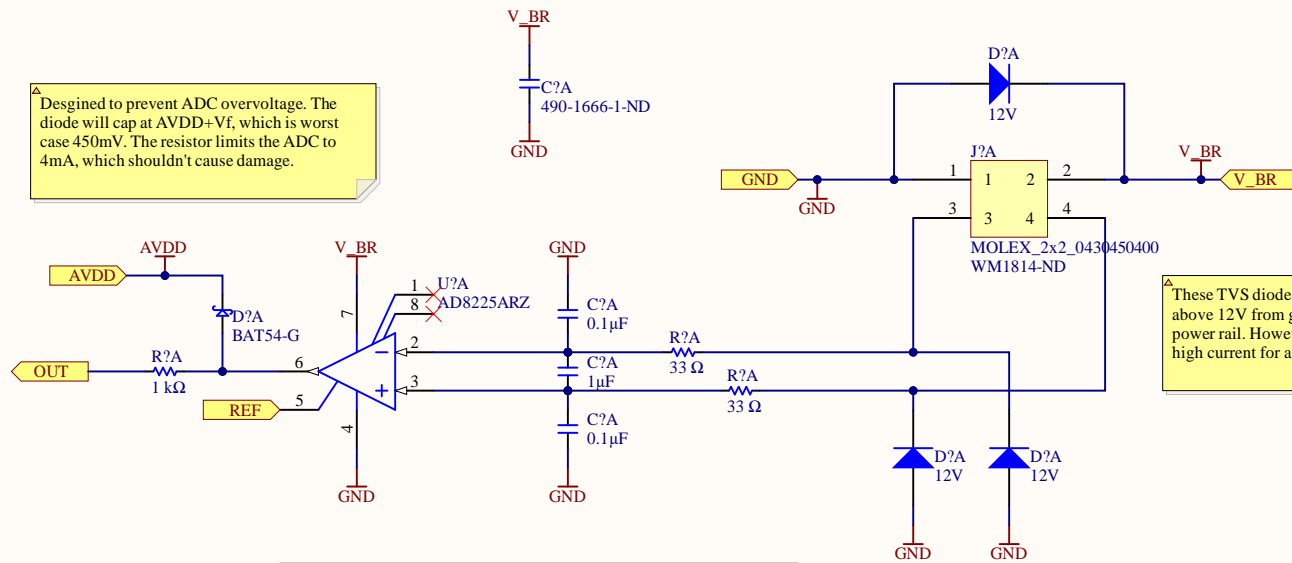 V_BR
C?A
490-1666-1-ND
GND
Desgined to prevent ADC overvoltage. The
diode will cap at AVDD+Vf, which is worst
case 450mV. The resistor limits the ADC to
4mA, which shouldn't cause damage.
D?A
12V
J?A
GND
GND
1
1
2
2
3
3
4
4
V_BR
V_BR
MOLEX_2x2_0430450400
WM1814-ND
These TVS diode
above 12V from g
power rail. Howev
high current for a
AVDD
AVDD
D?A
BAT54-G
R?A
1 kΩ
OUT
V_BR
7
U?A
AD8225ARZ
1
8
2
3
6
5
4
REF
GND
GND
C?A
0.1µF
C?A
1µF
C?A
0.1µF
GND
R?A
33 Ω
R?A
33 Ω
D?A
12V
GND
D?A
12V
GND